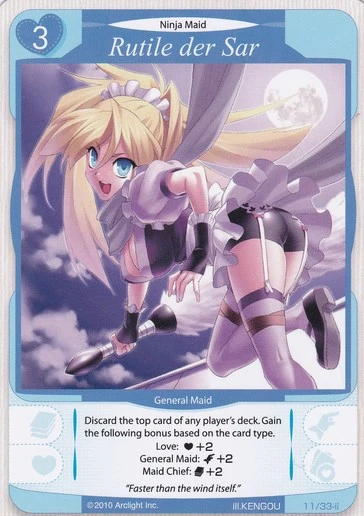 3
Ninja Maid
Rutile der Sar
General Maid
Discard the top card of any player's deck. Gain
the following bonus based on the card type.
Love: ♥+2
General Maid: +2
Maid Chief: +2
"Faster than the wind itself."
©2010 Arclight Inc. ill.KENGOU 11/33-ii